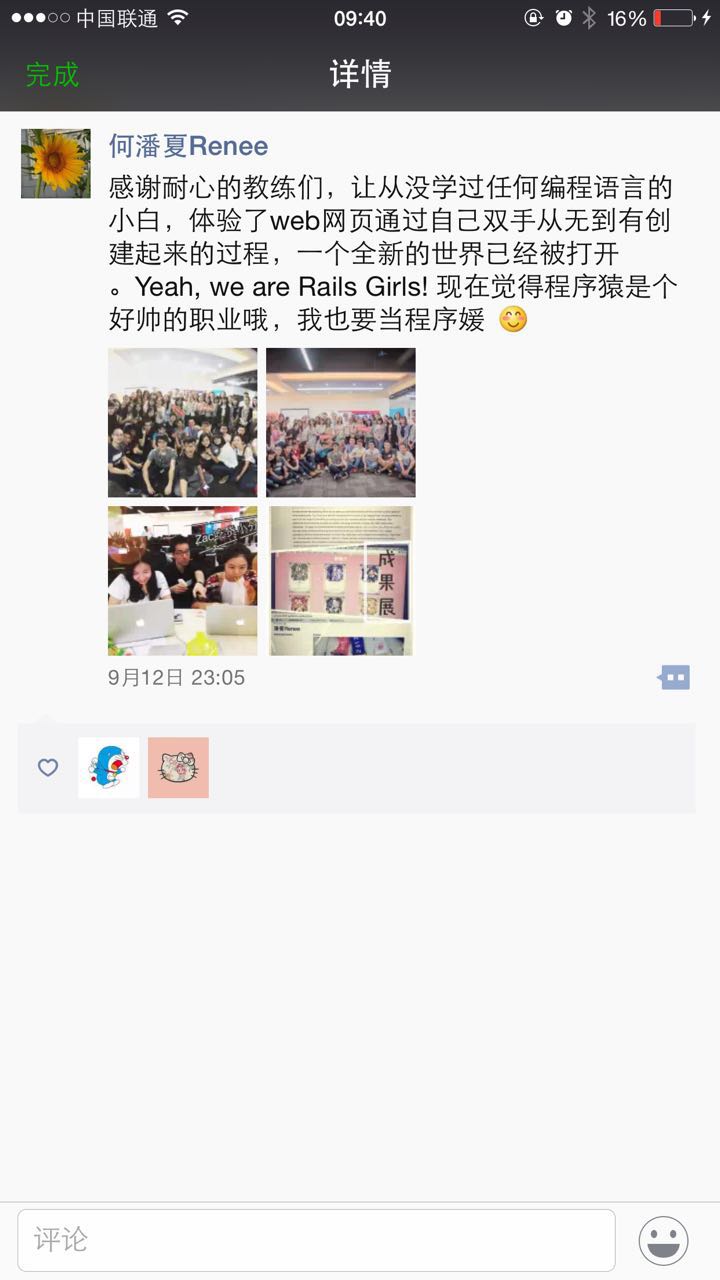 中国联通
09:40
16%
完成
详情
何潘夏Renee
感谢耐心的教练们，让从没学过任何编程语言的
小白，体验了web网页通过自己双手从无到有创
建起来的过程，一个全新的世界已经被打开
。Yeah, we are Rails Girls! 现在觉得程序猿是个
好帅的职业哦，我也要当程序媛 😊
成
果
展
9月12日 23:05
评论